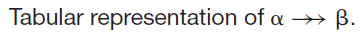 Tabular representation of α →→ β.